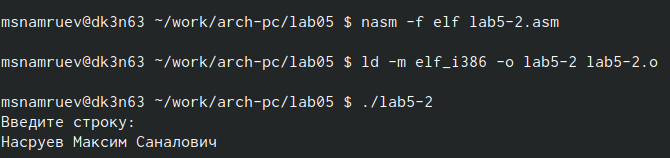 msnamruev@dk3n63 ~/work/arch-pc/lab05 $ nasm -f elf lab5-2.asm
msnamruev@dk3n63 ~/work/arch-pc/lab05 $ ld -m elf_i386 -o lab5-2 lab5-2.o
msnamruev@dk3n63 ~/work/arch-pc/lab05 $ ./lab5-2
Введите строку:
Насруев Максим Саналович